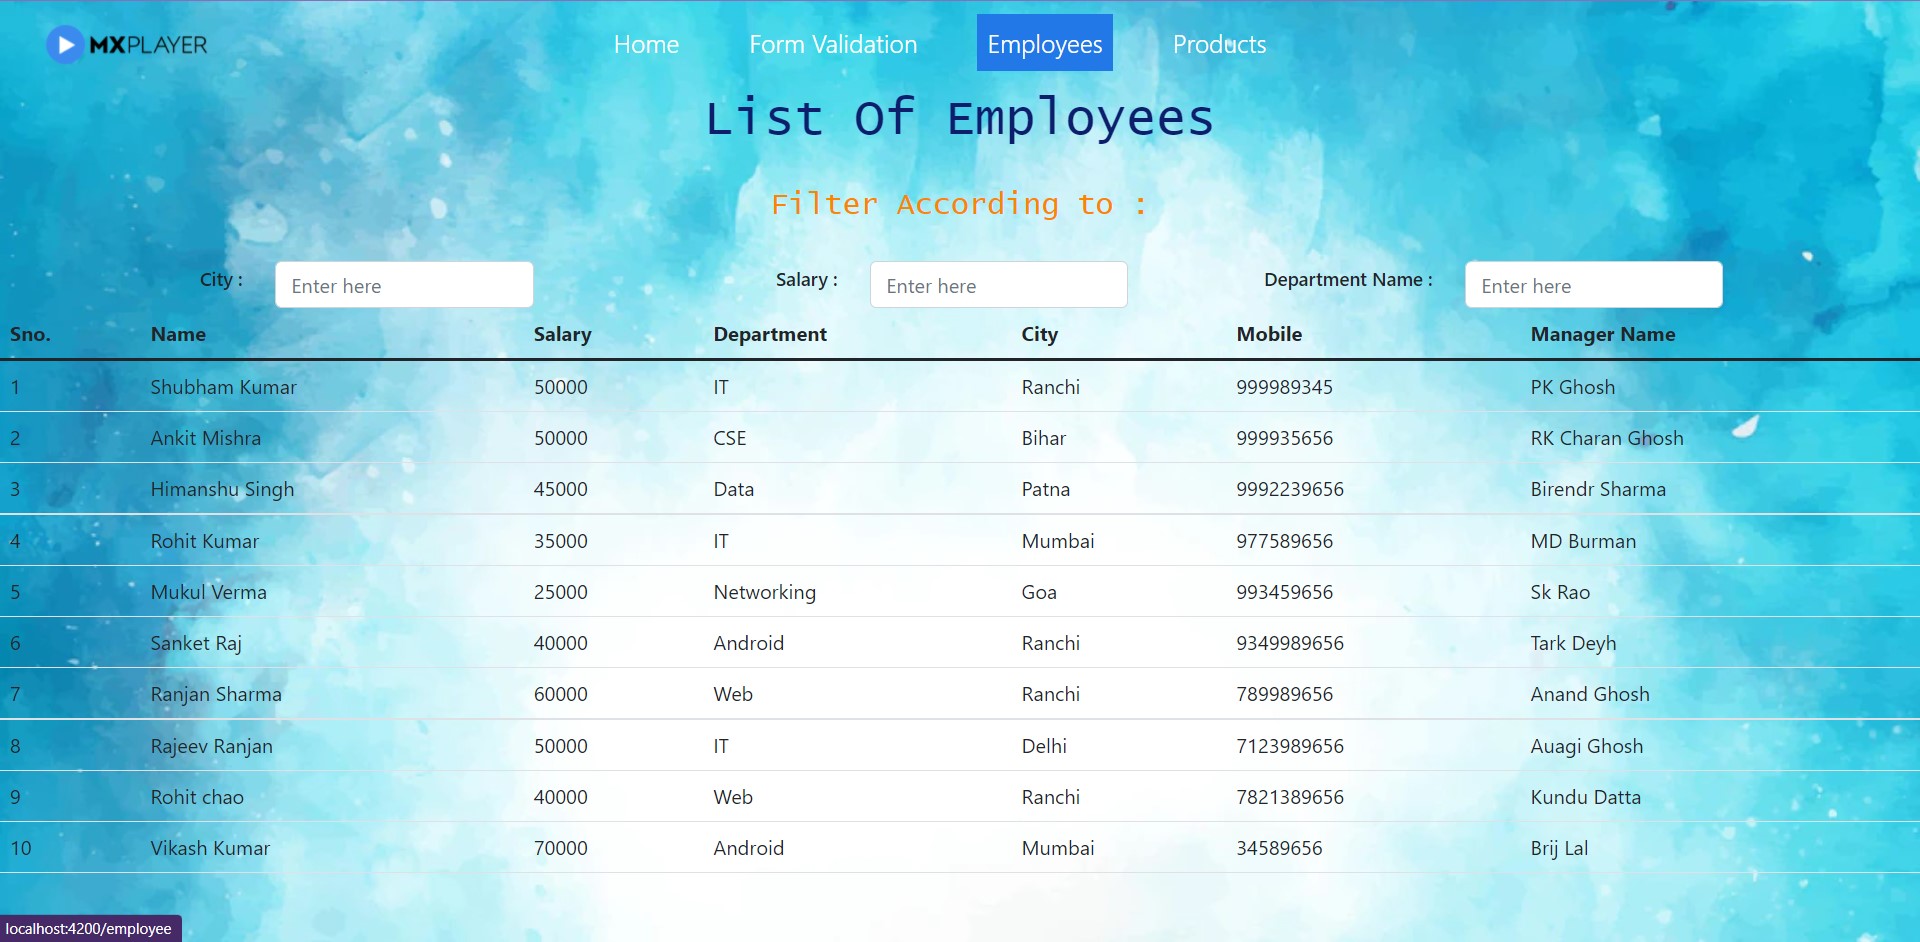 MXPLAYER Home Form Validation Employees Products
List Of Employees
Filter According to :
City : Enter here Salary : Enter here Department Name : Enter here
Sno. Name Salary Department City Mobile Manager Name
1 Shubham Kumar 50000 IT Ranchi 999989345 PK Ghosh
2 Ankit Mishra 50000 CSE Bihar 999935656 RK Charan Ghosh
3 Himanshu Singh 45000 Data Patna 9992239656 Birendr Sharma
4 Rohit Kumar 35000 IT Mumbai 977589656 MD Burman
5 Mukul Verma 25000 Networking Goa 993459656 Sk Rao
6 Sanket Raj 40000 Android Ranchi 9349989656 Tark Deyh
7 Ranjan Sharma 60000 Web Ranchi 789989656 Anand Ghosh
8 Rajeev Ranjan 50000 IT Delhi 7123989656 Auagi Ghosh
9 Rohit chao 40000 Web Ranchi 7821389656 Kundu Datta
10 Vikash Kumar 70000 Android Mumbai 34589656 Brij Lal
localhost:4200/employee